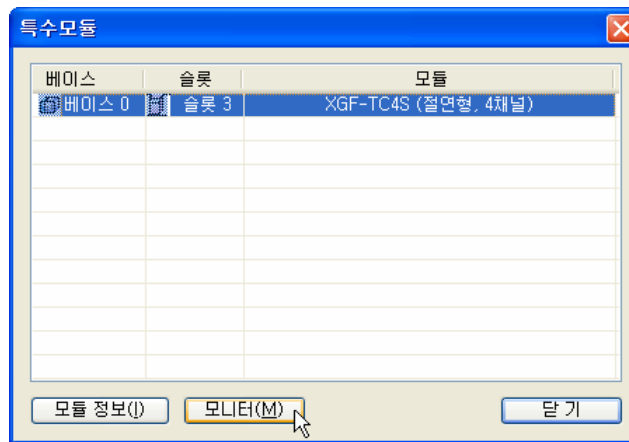 특수모듈
베이스 슬롯 모듈
베이스 0 슬롯 3 XGF-TC4S (절연형, 4채널)
모듈 정보(I) 모니터(M) 닫 기